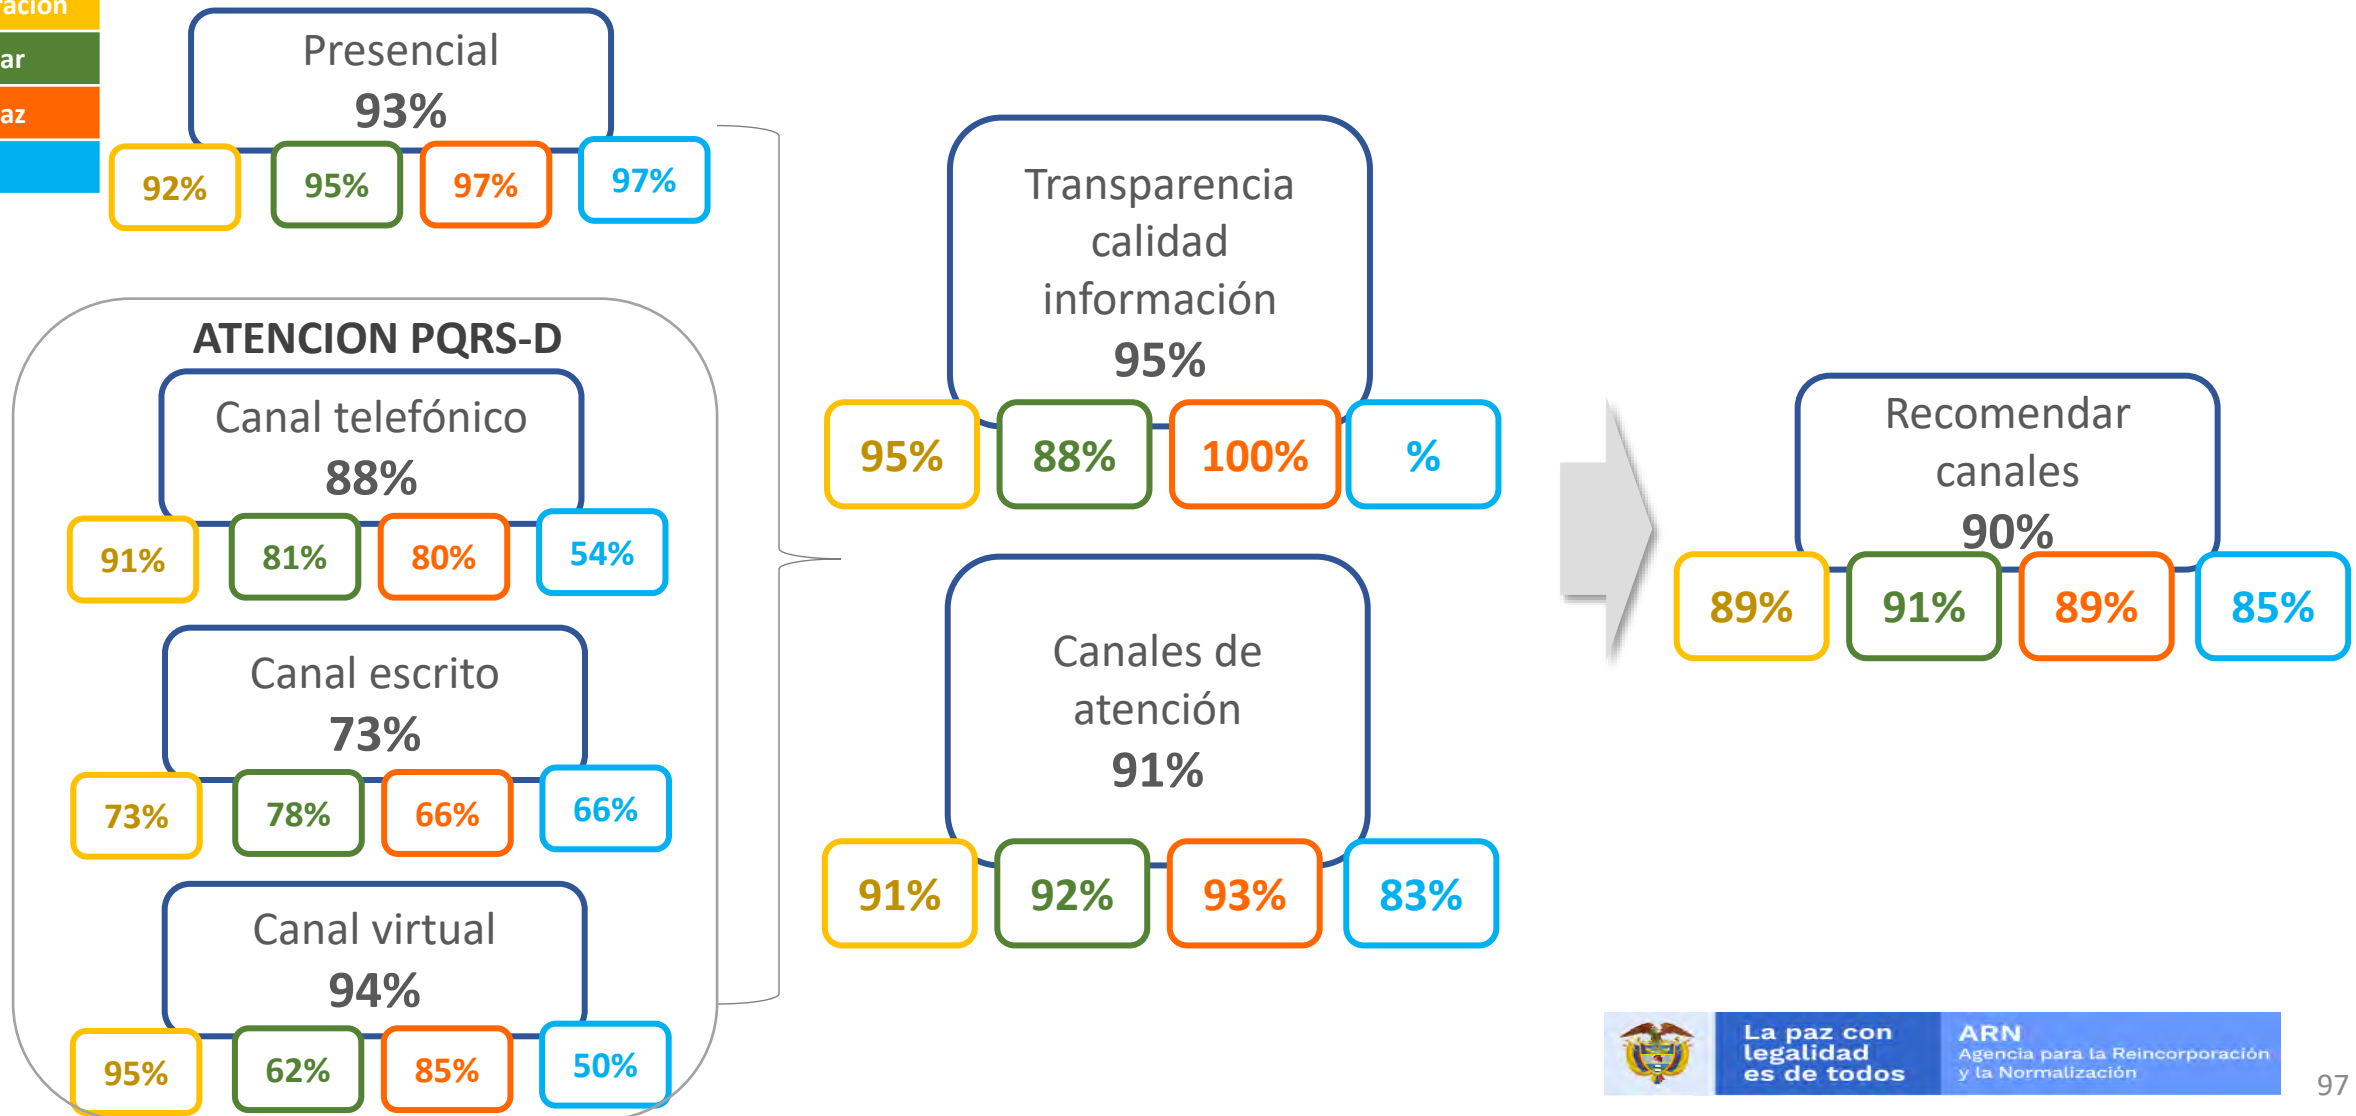 ar
az
Presencial
93%
92% 95% 97% 97%
ATENCION PQRS-D
Canal telefónico
88%
91% 81% 80% 54%
Canal escrito
73%
73% 78% 66% 66%
Canal virtual
94%
95% 62% 85% 50%
Transparencia
calidad
información
95%
95% 88% 100% %
Canales de
atención
91%
91% 92% 93% 83%
Recomendar
canales
90%
89% 91% 89% 85%
La paz con
legalidad
es de todos
ARN
Agencia para la Reincorporación
y la Normalización
97